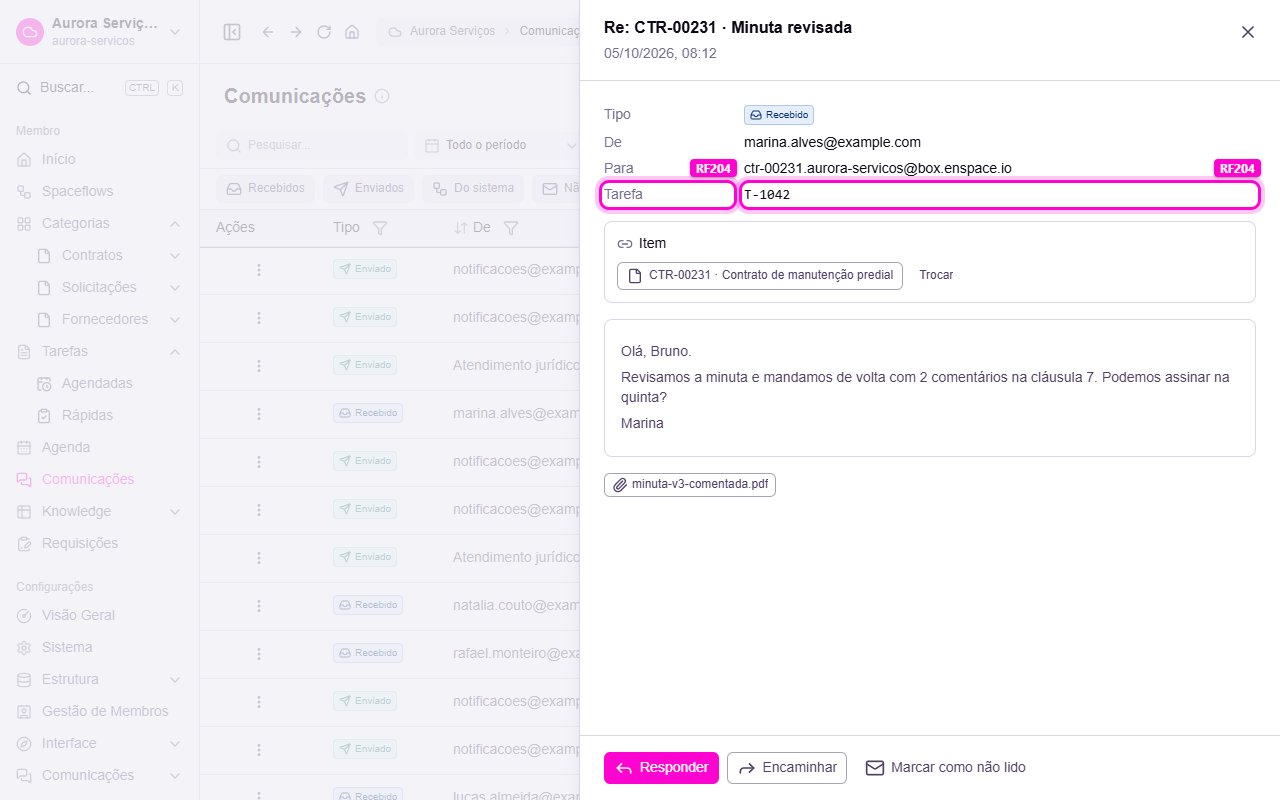 Aurora Serviç...
aurora-servicos
Buscar... CTRL K
Membro
Início
Spaceflows
Categorias
Contratos
Solicitações
Fornecedores
Tarefas
Agendadas
Rápidas
Agenda
Comunicações
Knowledge
Requisições
Configurações
Visão Geral
Sistema
Estrutura
Gestão de Membros
Interface
Comunicações
Aurora Serviços Comunicaç
Comunicações
Pesquisar... Todo o período
Recebidos Enviados Do sistema Nã
Ações Tipo De
Enviado notificacoes@examp
Enviado notificacoes@examp
Enviado Atendimento jurídico
Recebido marina.alves@exam
Enviado notificacoes@examp
Enviado notificacoes@examp
Enviado Atendimento jurídico
Recebido natalia.couto@exam
Recebido rafael.monteiro@exa
Enviado notificacoes@examp
Enviado notificacoes@examp
Recebido lucas.almeida@exam
Re: CTR-00231 · Minuta revisada
05/10/2026, 08:12
Tipo Recebido
De marina.alves@example.com
Para RF204 ctr-00231.aurora-servicos@box.enspace.io RF204
Tarefa T-1042
Item
CTR-00231 · Contrato de manutenção predial Trocar
Olá, Bruno.
Revisamos a minuta e mandamos de volta com 2 comentários na cláusula 7. Podemos assinar na
quinta?
Marina
minuta-v3-comentada.pdf
Responder Encaminhar Marcar como não lido